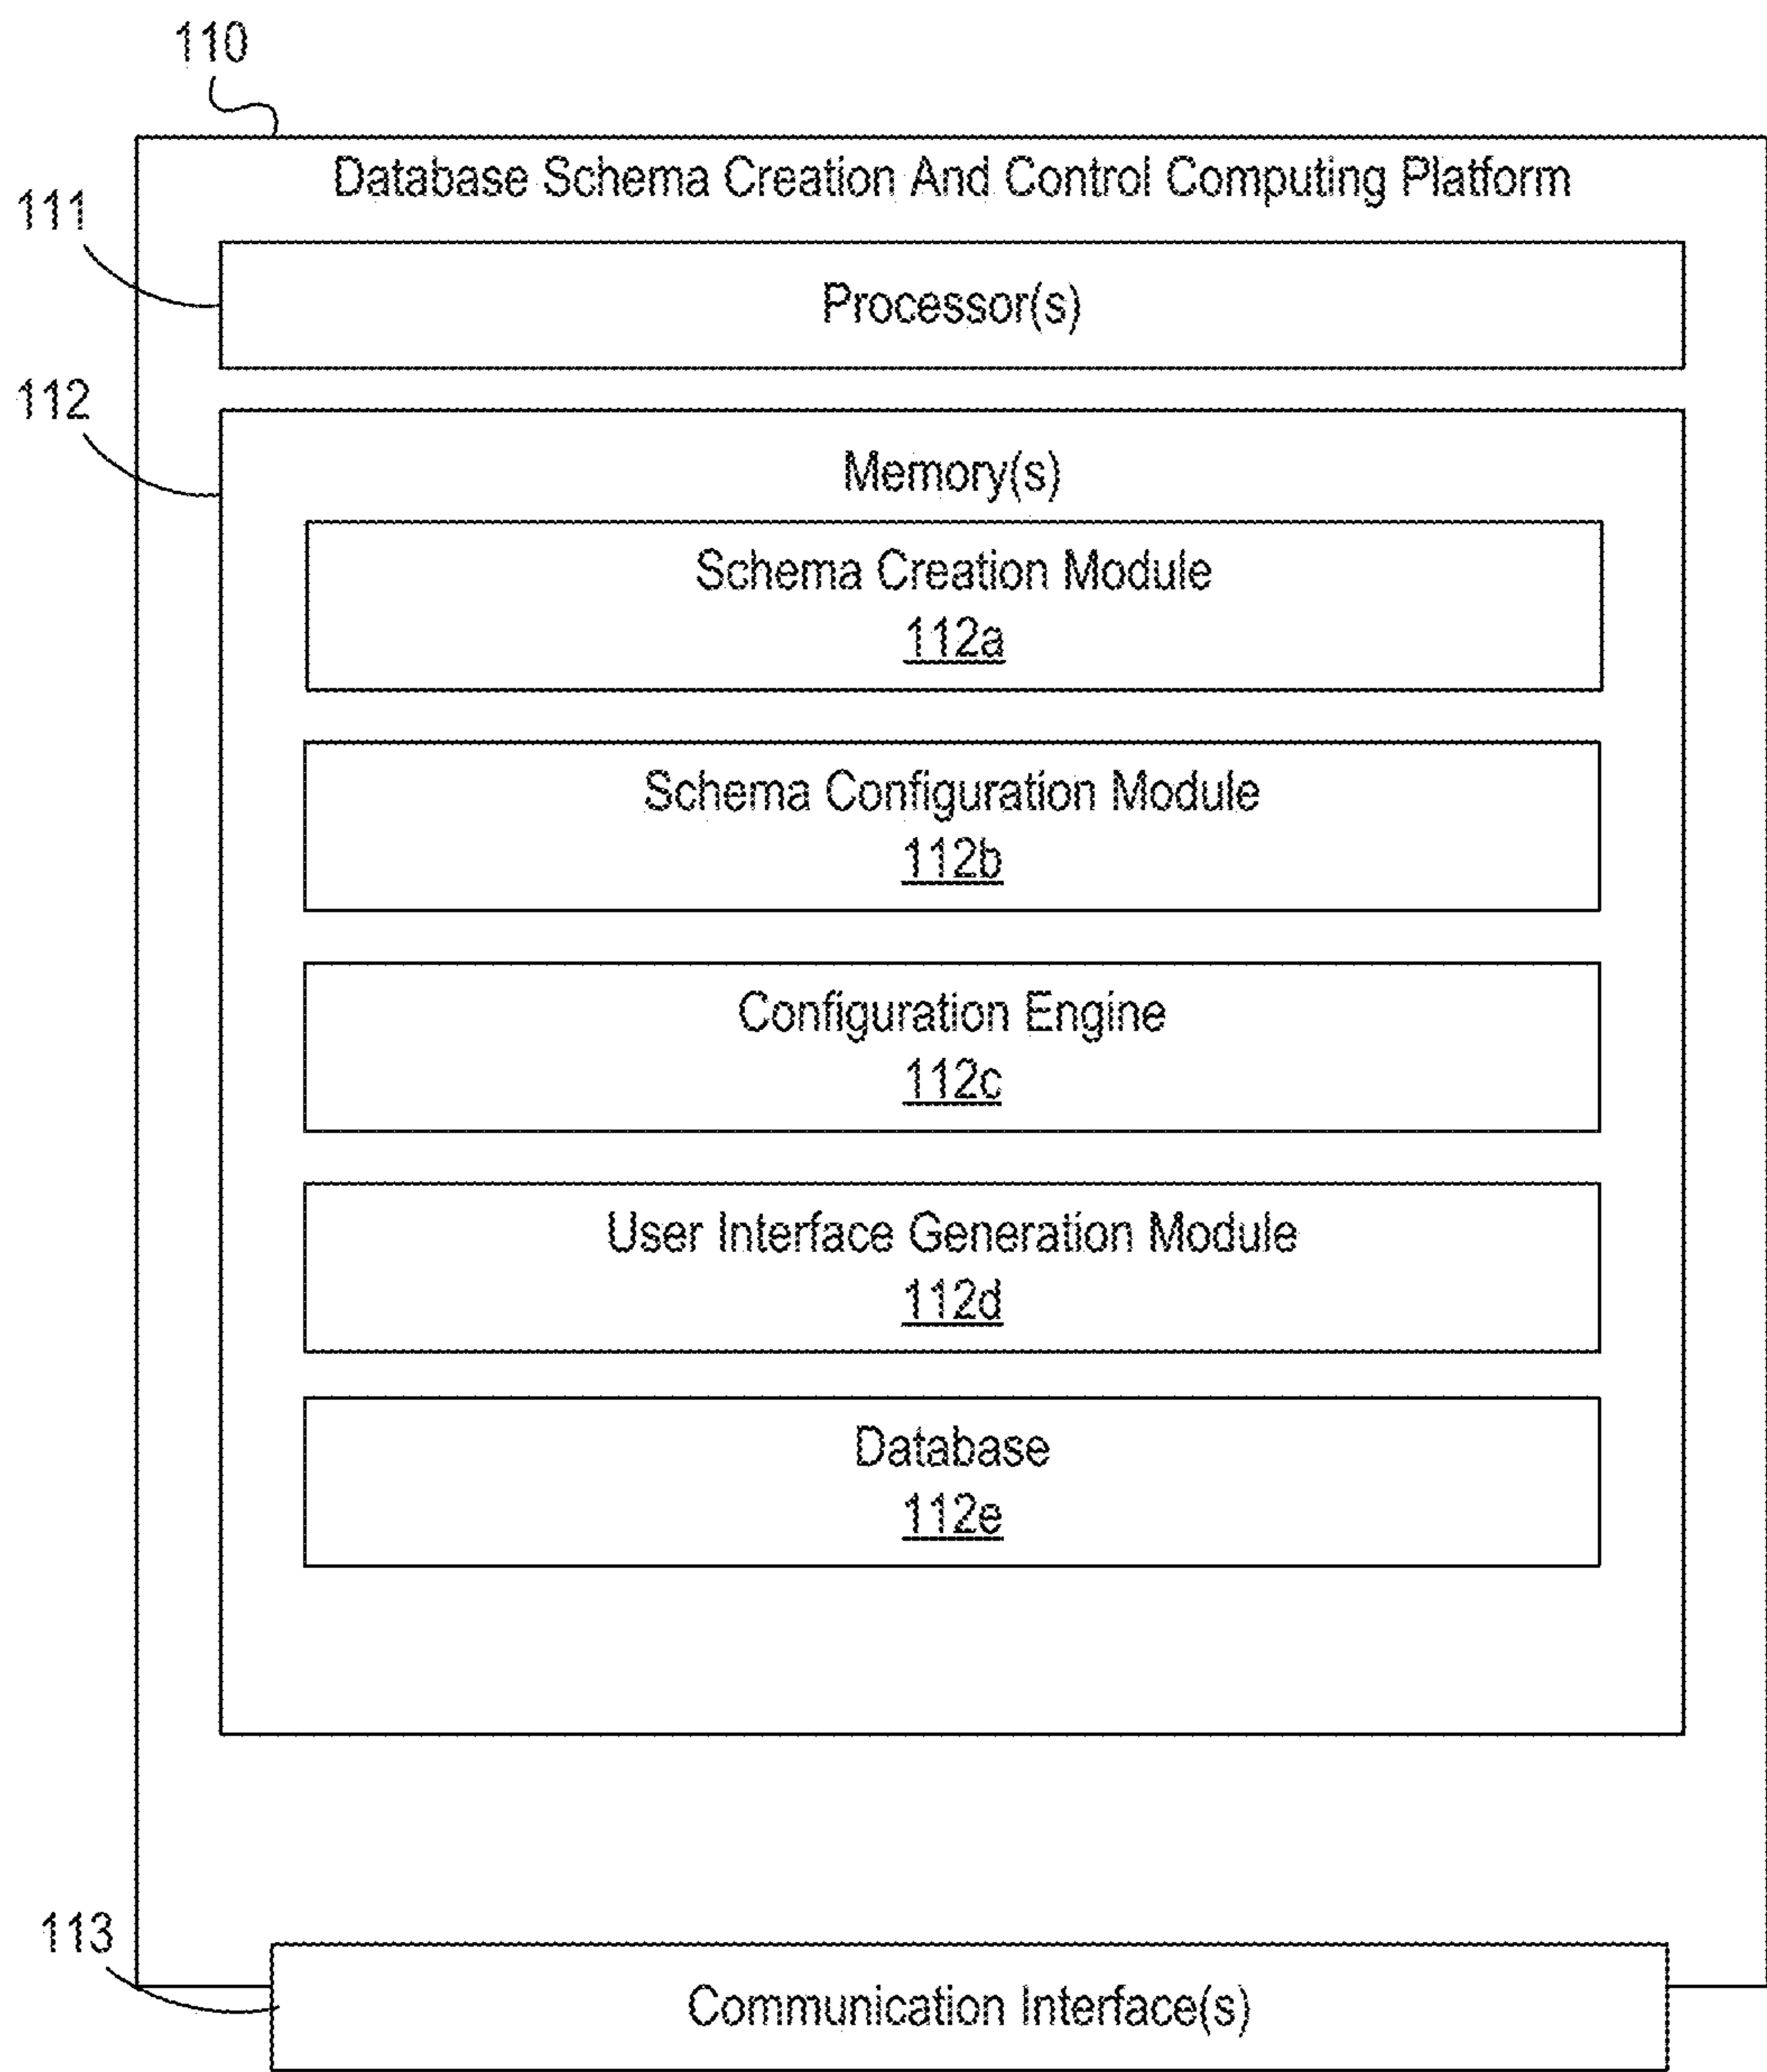 110
Database Schema Creation And Control Computing Platform
111
Processor(s)
112
Memory(s)
Schema Creation Module
112a
Schema Configuration Module
112b
Configuration Engine
112c
User Interface Generation Module
112d
Database
112e
113
Communication Interface(s)